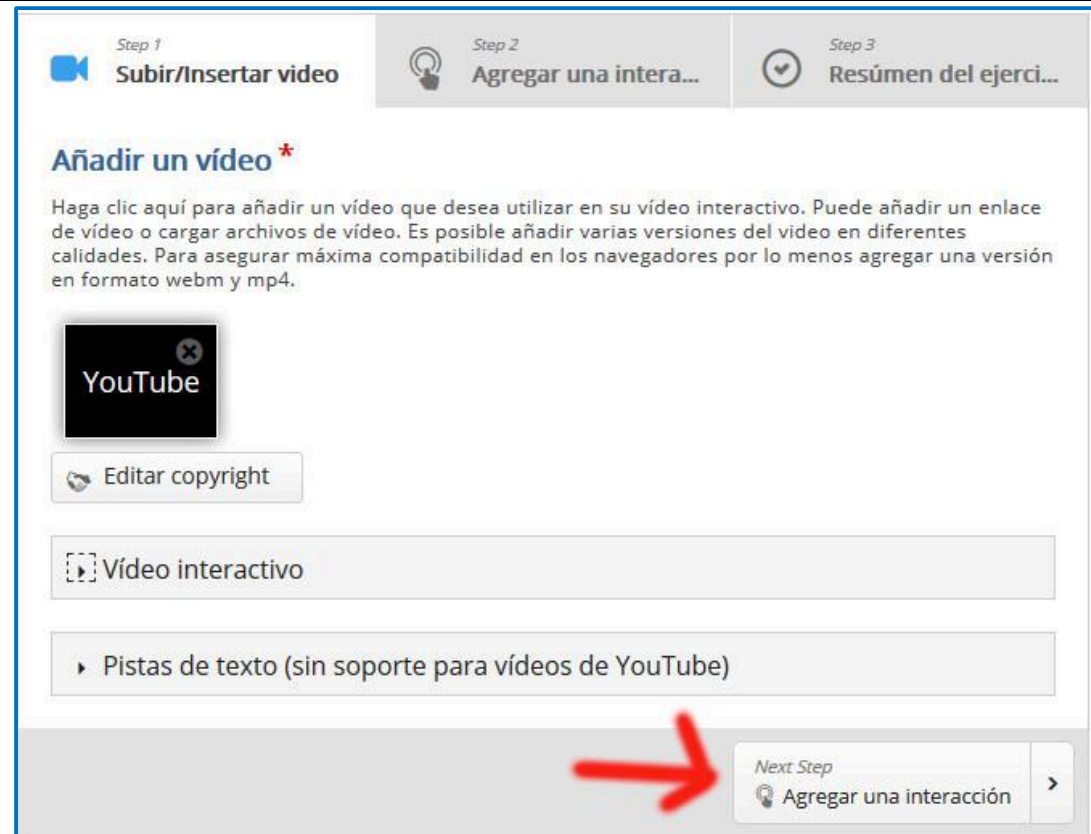 Step 1
Subir/Insertar video
Step 2
Agregar una intera...
Step 3
Resúmen del ejerci...
Añadir un vídeo *
Haga clic aquí para añadir un vídeo que desea utilizar en su vídeo interactivo. Puede añadir un enlace
de vídeo o cargar archivos de vídeo. Es posible añadir varias versiones del video en diferentes
calidades. Para asegurar máxima compatibilidad en los navegadores por lo menos agregar una versión
en formato webm y mp4.
YouTube
Editar copyright
Vídeo interactivo
Pistas de texto (sin soporte para vídeos de YouTube)
Next Step
Agregar una interacción